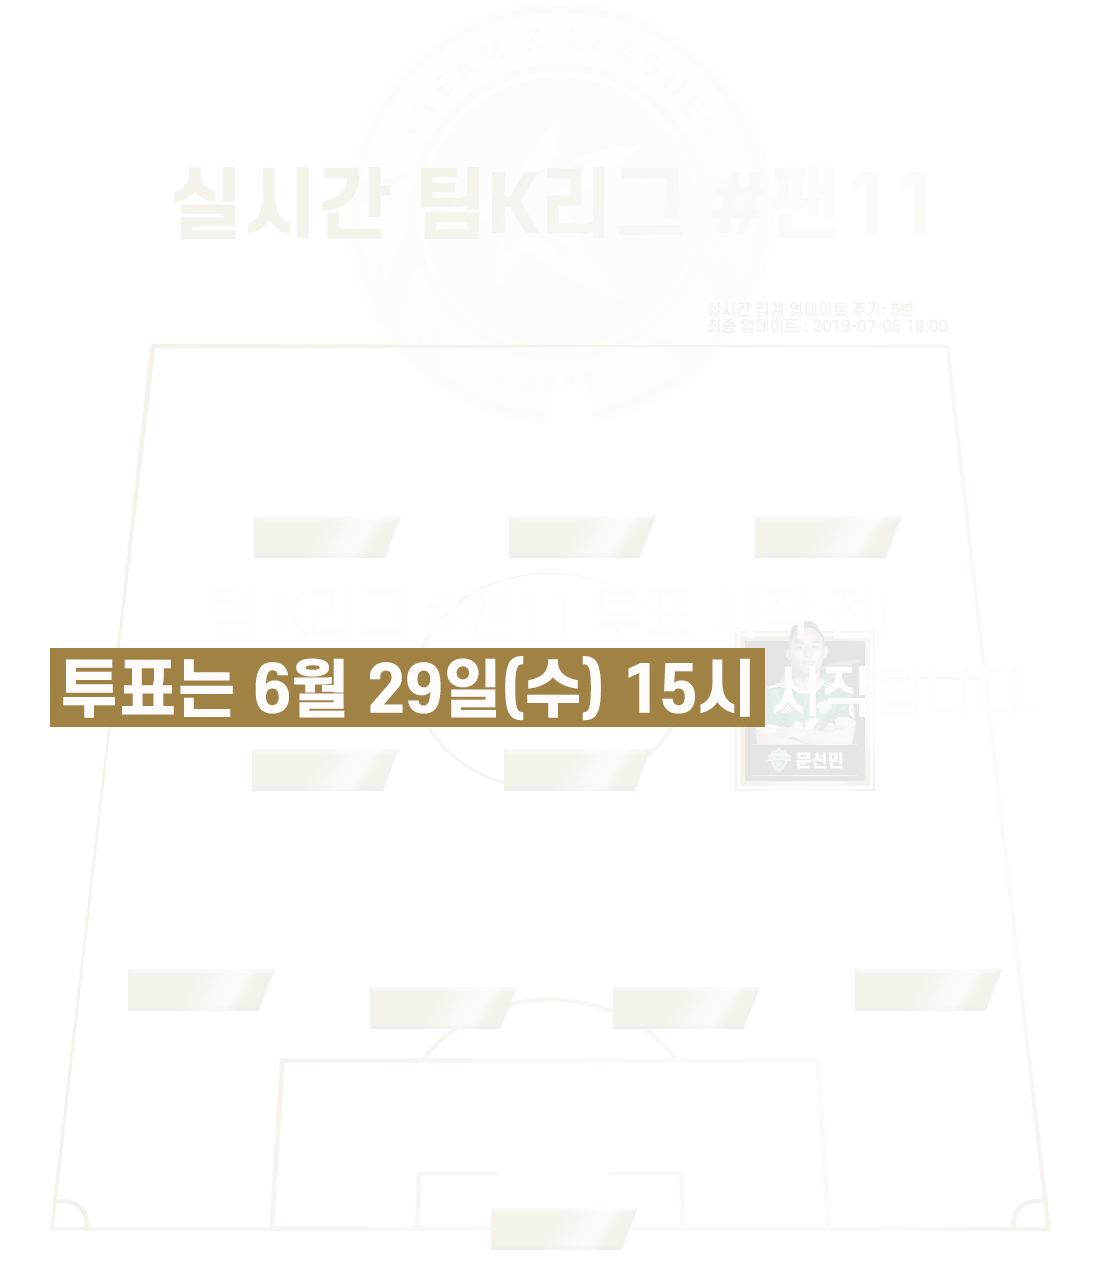 TEAM K LEAGUE
실시간 팀K리그 #팬11
실시간 집계 업데이트 주기: 5분
최종 업데이트 : 2019-07-05 18:00
팀 K리그 #팬11 투표 시작 전!
투표는 6월 29일(수) 15시 시작됩니다.
문선민